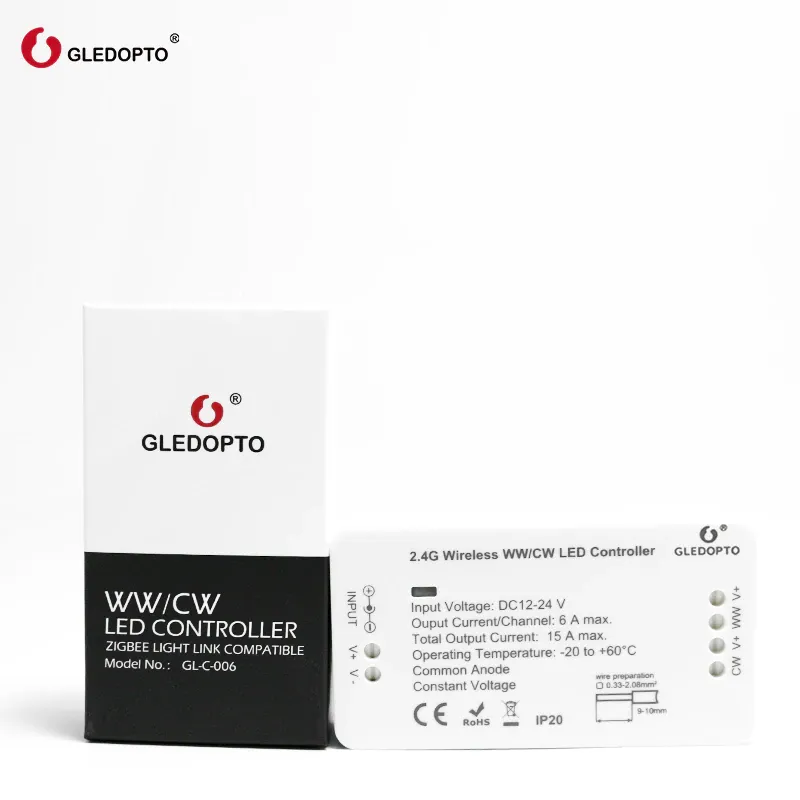 GLEDOPTO®
®
GLEDOPTO
WW/CW
LED CONTROLLER
ZIGBEE LIGHT LINK COMPATIBLE
Model No.: GL-C-006
2.4G Wireless WW/CW LED Controller
®
GLEDOPTO
INPUT
V+
V-
Input Voltage: DC12-24 V
Ouput Current/Channel: 6 A max.
Total Output Current: 15 A max.
Operating Temperature: -20 to +60°C
Common Anode
Constant Voltage
CE
RoHS
IP20
wire preparation
0.33-2.08mm²
9-10mm
V+
WW
V+
CW